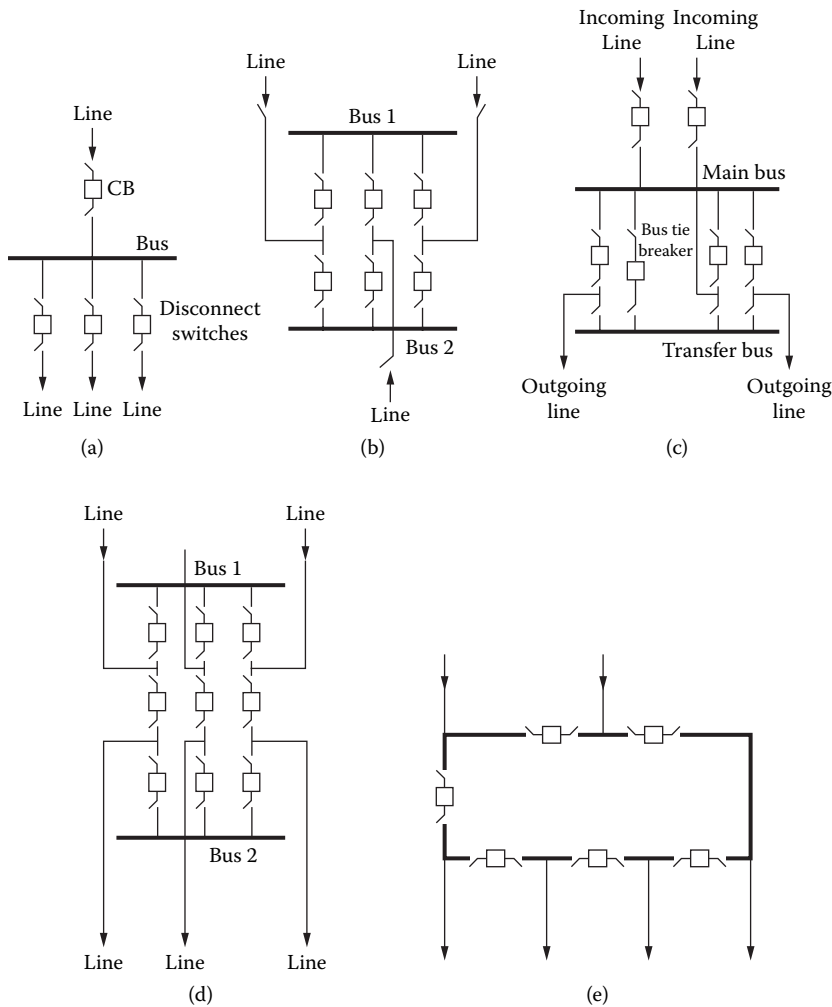 Line
CB
Bus
Disconnect
switches
Line
Line
Line
(a)
Line
Line
Bus 1
Bus 2
Line
(b)
Incoming
Line
Incoming
Line
Main bus
Bus tie
breaker
Transfer bus
Outgoing
line
Outgoing
line
(c)
Line
Line
Bus 1
Bus 2
Line
Line
Line
(d)
(e)